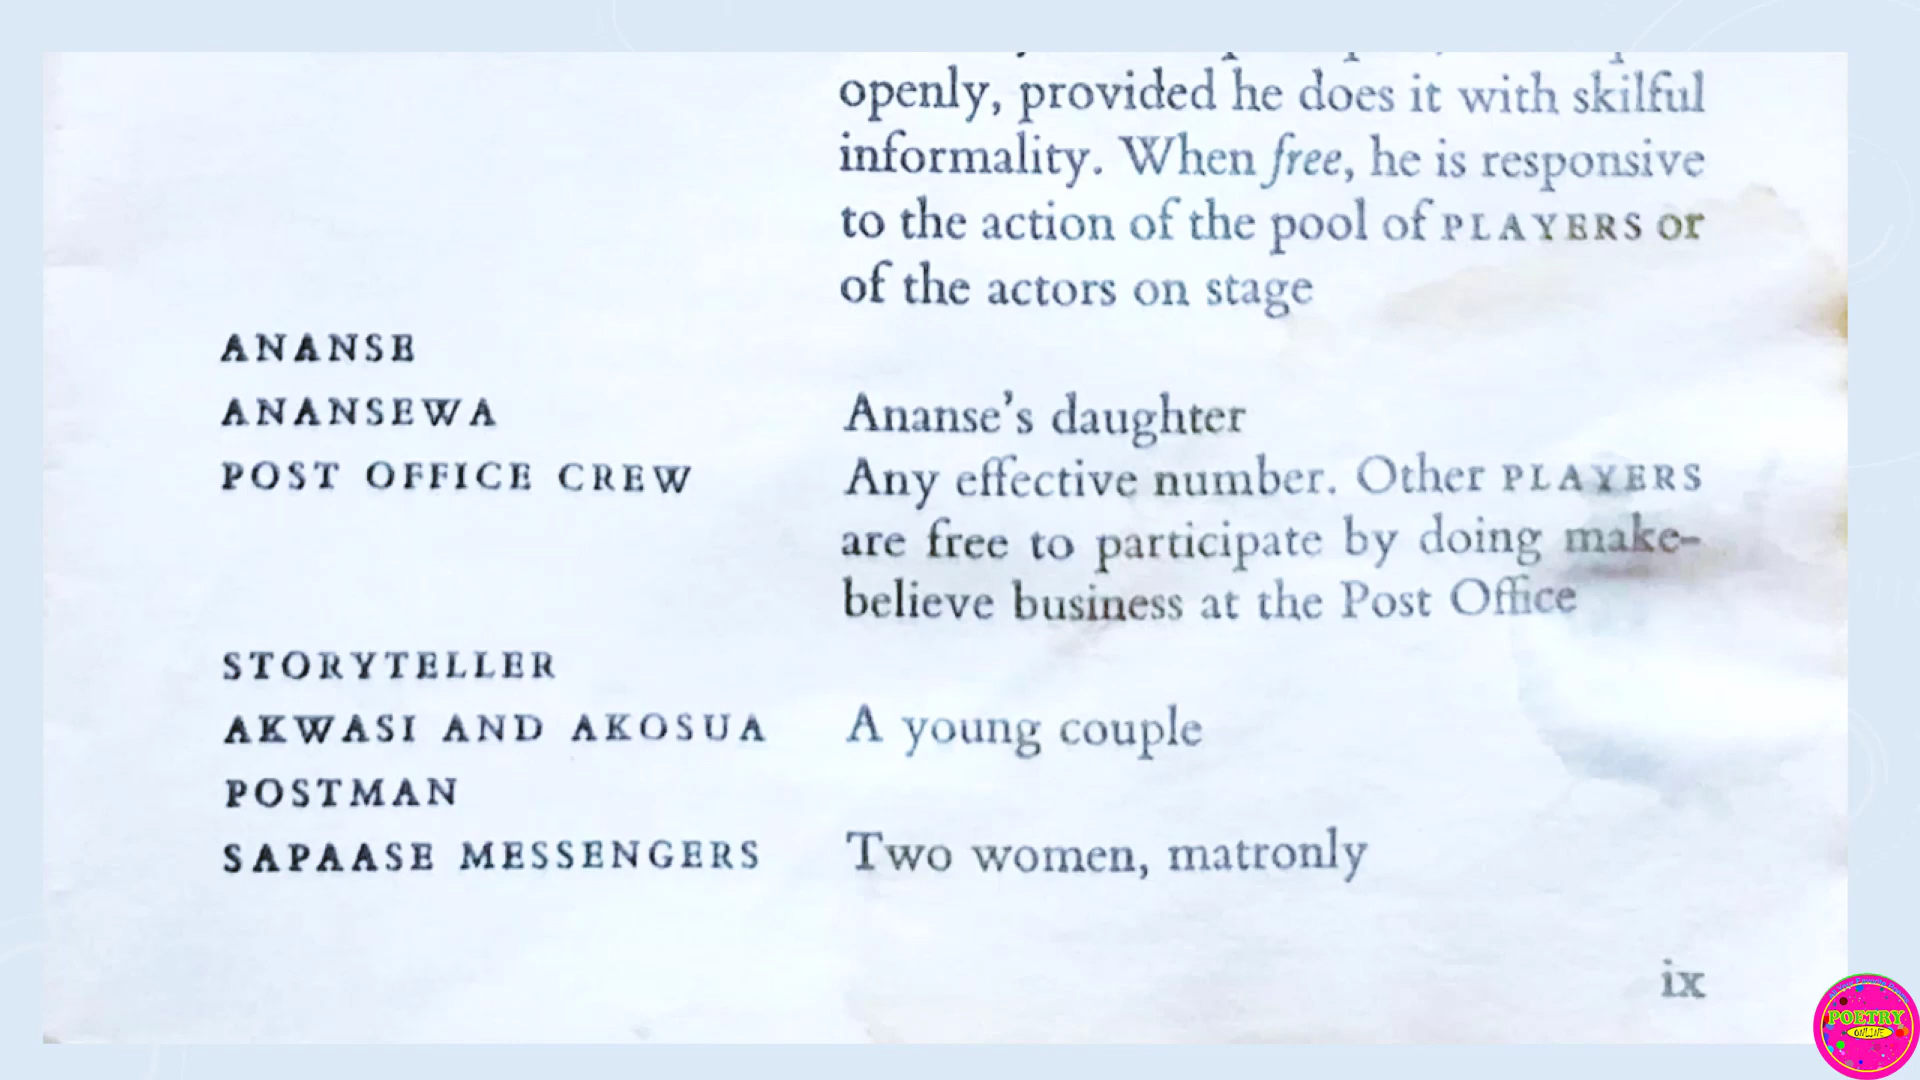 openly, provided he does it with skilful
informality. When free, he is responsive
to the action of the pool of PLAYERS or
of the actors on stage
ANANSE
ANANSEWA Ananse's daughter
POST OFFICE CREW Any effective number. Other PLAYERS
are free to participate by doing make-
believe business at the Post Office
STORYTELLER
AKWASI AND AKOSUA A young couple
POSTMAN
SAPAASE MESSENGERS Two women, matronly
ix
POETRY
ONLINE